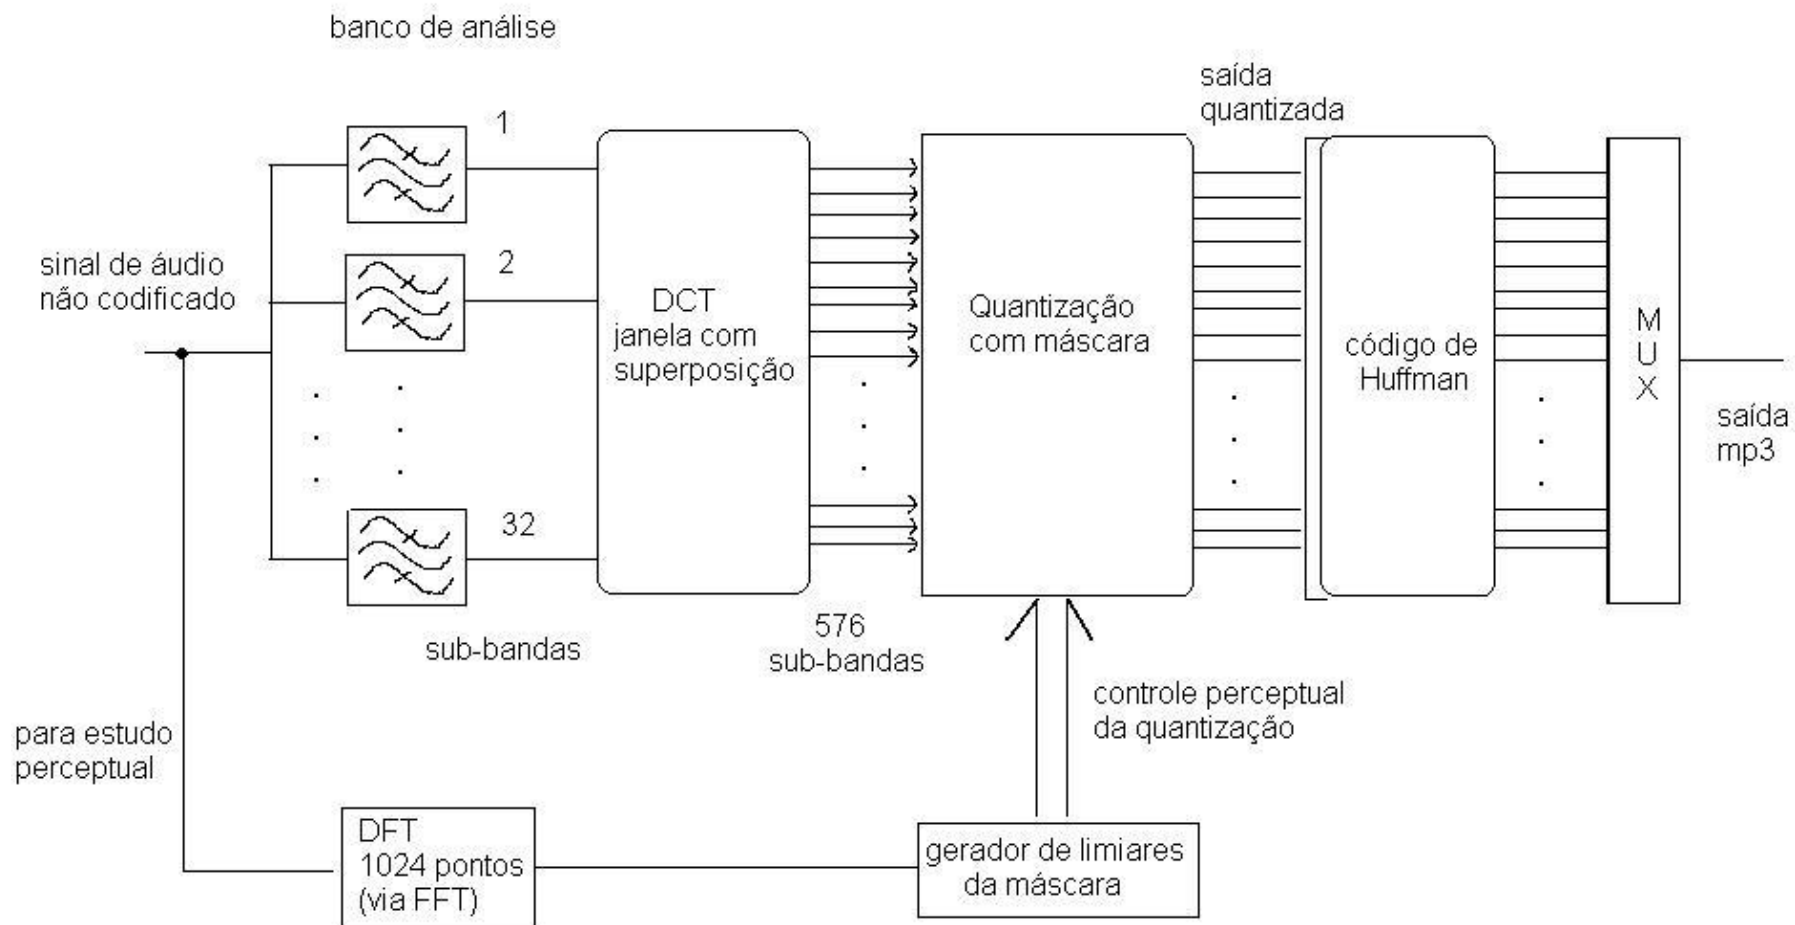 banco de análise
saída
quantizada
1
sinal de áudio
não codificado
2
DCT
janela com
superposição
Quantização
com máscara
código de
Huffman
M
U
X
saída
mp3
32
sub-bandas
576
sub-bandas
controle perceptual
da quantização
para estudo
perceptual
DFT
1024 pontos
(via FFT)
gerador de limiares
da máscara